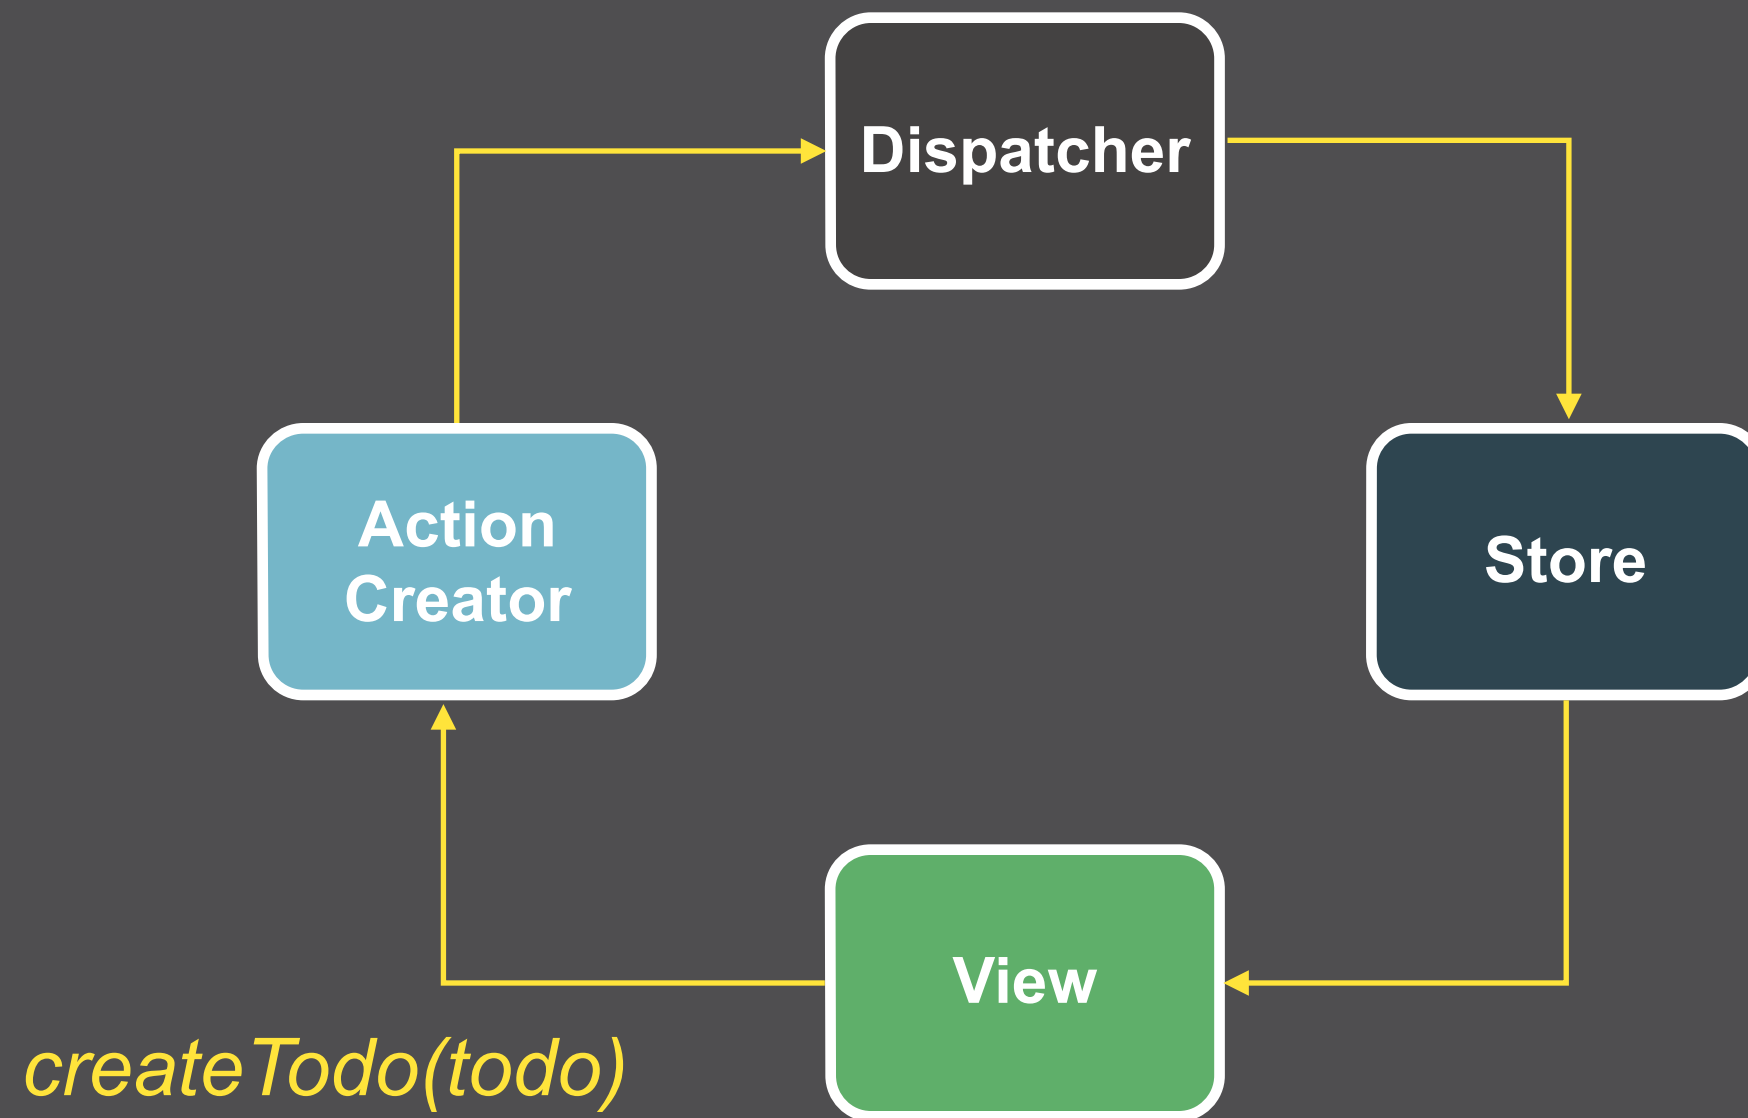 Dispatcher
Action
Creator
Store
View
createTodo(todo)